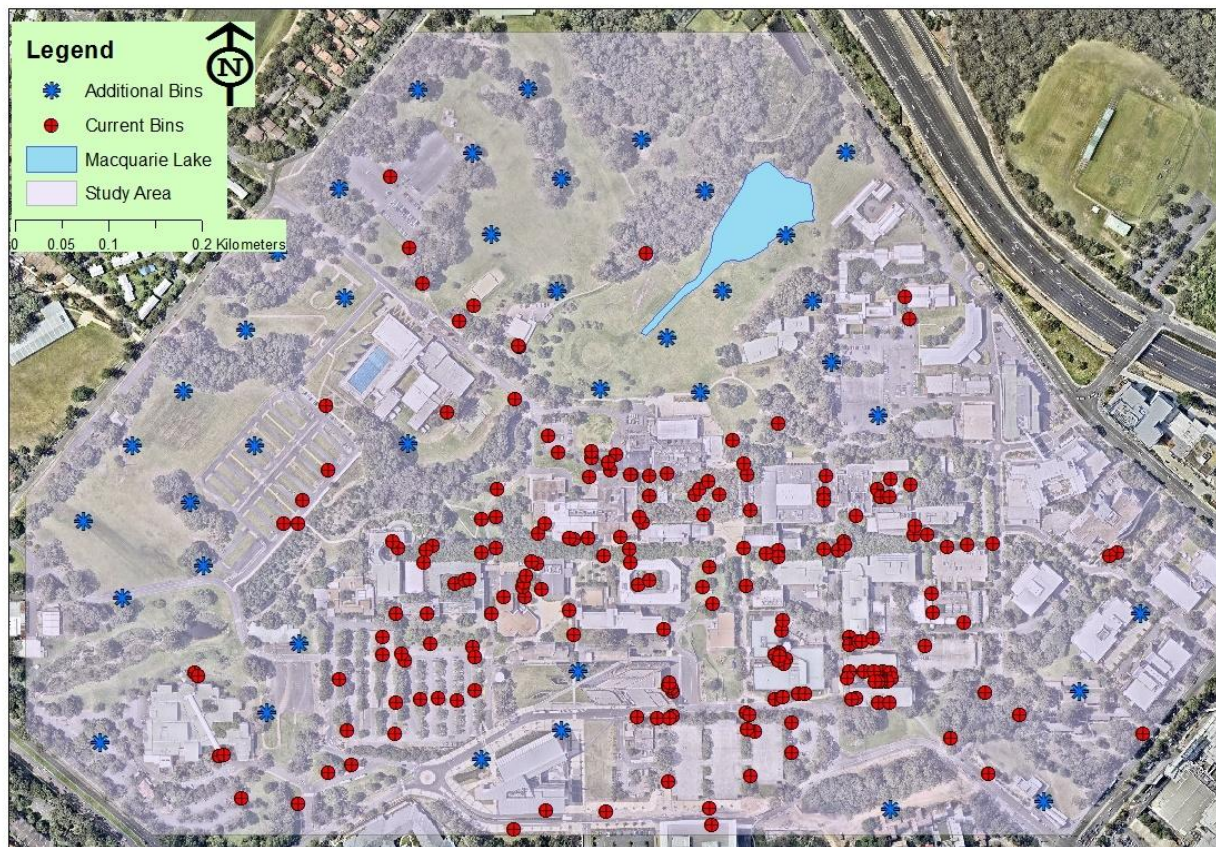 Legend
N
Additional Bins
Current Bins
Macquarie Lake
Study Area
0 0.05 0.1 0.2 Kilometers